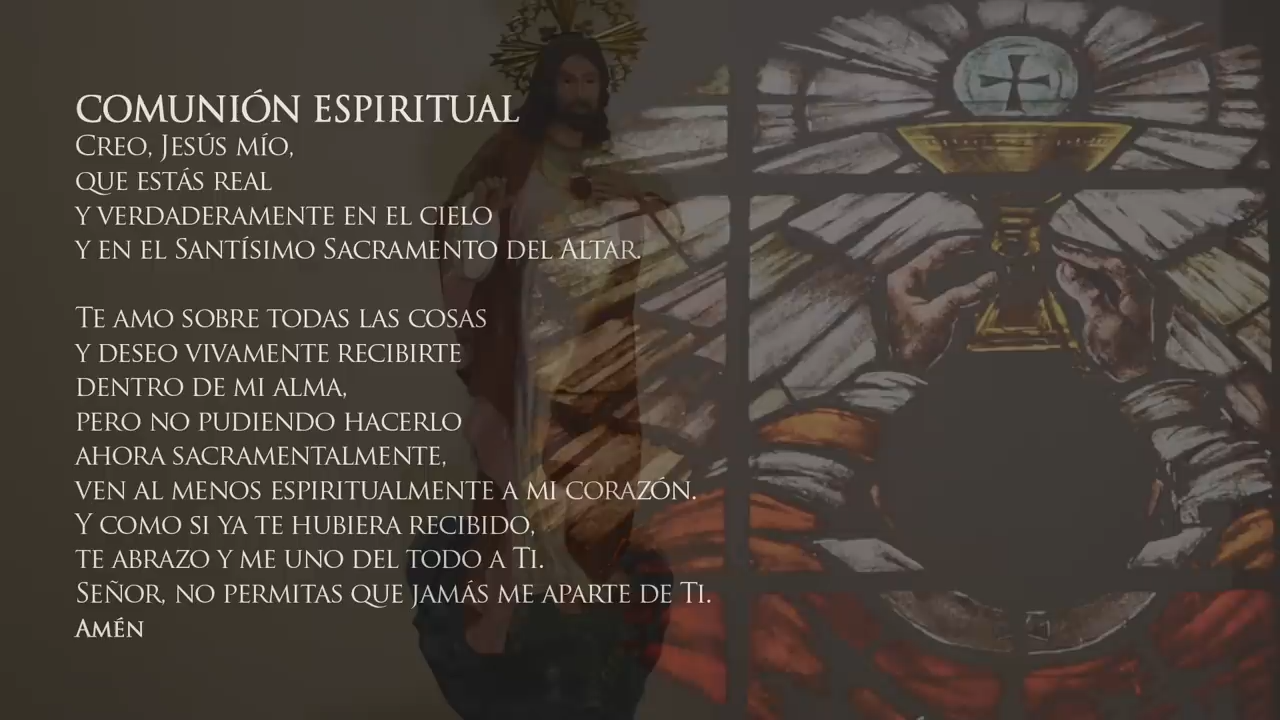 COMUNIÓN ESPIRITUAL
CREO, JESÚS MÍO,
QUE ESTÁS REAL
Y VERDADERAMENTE EN EL CIELO
Y EN EL SANTÍSIMO SACRAMENTO DEL ALTAR.
TE AMO SOBRE TODAS LAS COSAS
Y DESEO VIVAMENTE RECIBIRTE
DENTRO DE MI ALMA,
PERO NO PUDIENDO HACERLO
AHORA SACRAMENTALMENTE,
VEN AL MENOS ESPIRITUALMENTE A MI CORAZÓN.
Y COMO SI YA TE HUBIERA RECIBIDO,
TE ABRAZO Y ME UNO DEL TODO A TI.
SEÑOR, NO PERMITAS QUE JAMÁS ME APARTE DE TI.
AMÉN